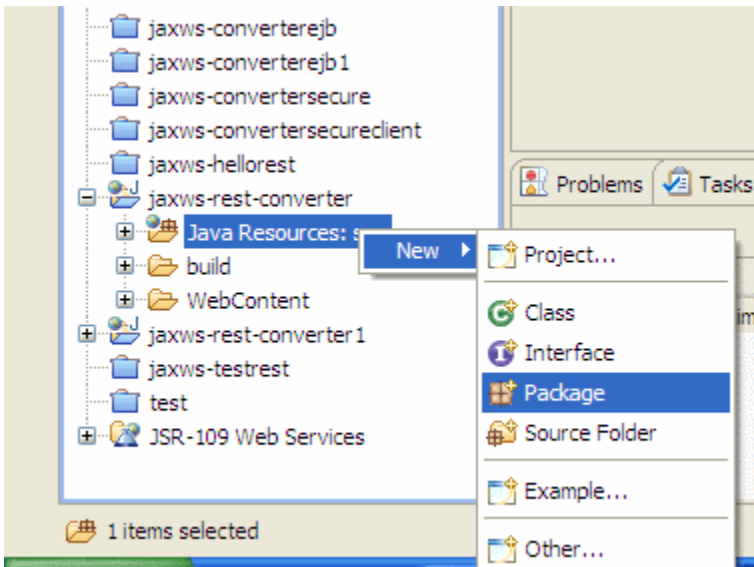 jaxws-converterejb
jaxws-converterejb1
jaxws-convertersecure
jaxws-convertersecureclient
jaxws-hellorest
jaxws-rest-converter
Java Resources: s
build
WebContent
jaxws-rest-converter1
jaxws-testrest
test
JSR-109 Web Services
1 items selected
Problems Tasks
New
Project...
Class
Interface
Package
Source Folder
Example...
Other...